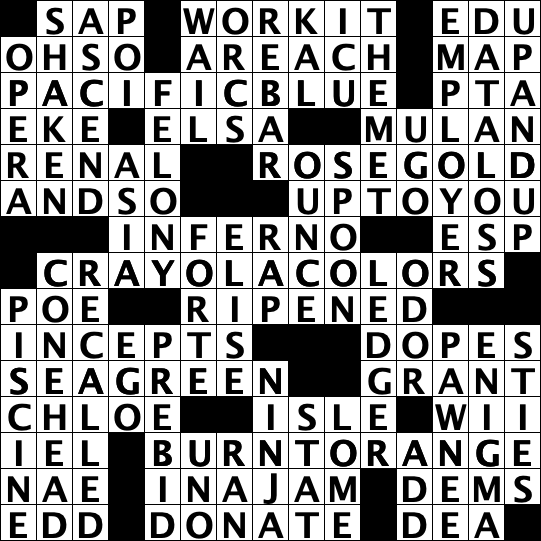 SAP WORKIT EDU
OHSO AREACH MAP
PACIFICBLUE PTA
EKE ELSA MULAN
RENAL ROSEGOLD
ANDSO UPTOYOU
INFERNO ESP
CRAYOLACOLORS
POE RIPENED
INCEPTS DOPES
SEAGREEN GRANT
CHLOE ISLE WII
IEL BURNTORANGE
NAE INAJAM DEMS
EDD DONATE DEA